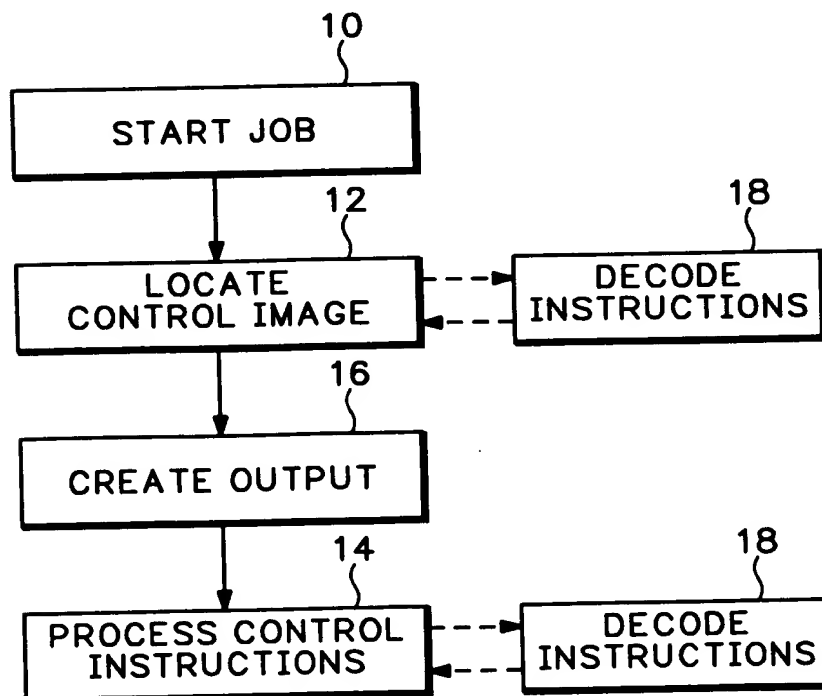 10
START JOB
12
18
LOCATE
CONTROL IMAGE
DECODE
INSTRUCTIONS
16
CREATE OUTPUT
14
18
PROCESS CONTROL
INSTRUCTIONS
DECODE
INSTRUCTIONS